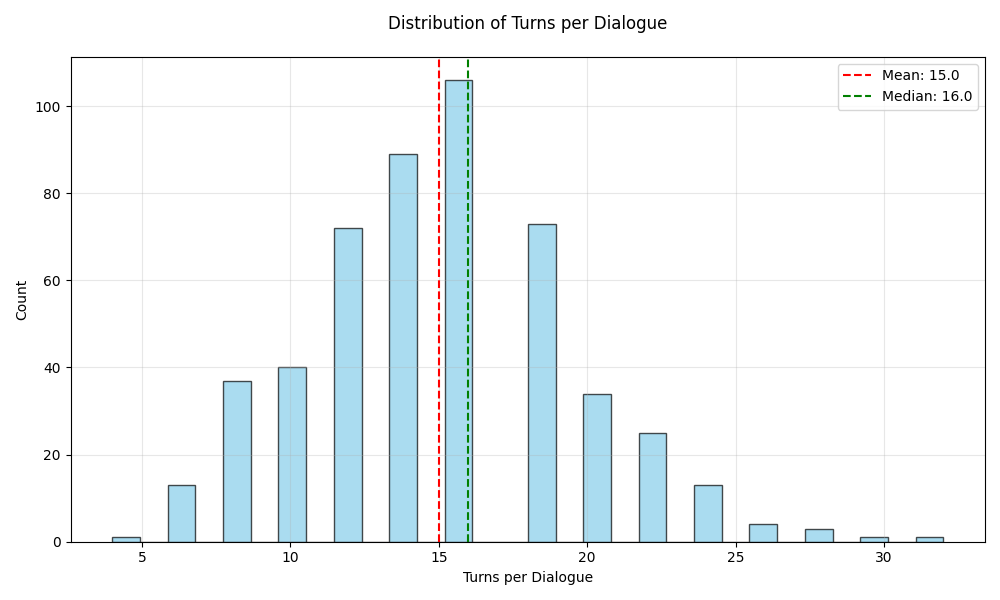 Distribution of Turns per Dialogue
Mean: 15.0
Median: 16.0
100
80
60
40
20
0
Count
5 10 15 20 25 30
Turns per Dialogue